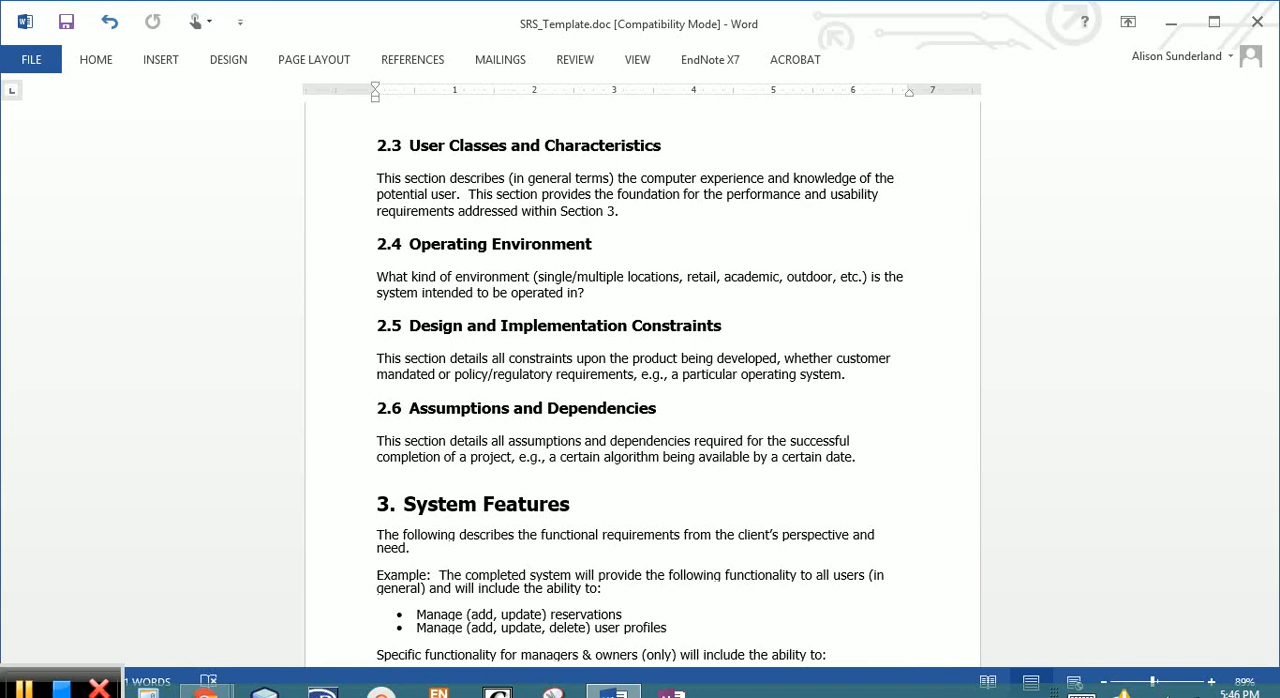 SRS_Template.doc [Compatibility Mode] - Word
?
FILE HOME INSERT DESIGN PAGE LAYOUT REFERENCES MAILINGS REVIEW VIEW EndNote X7 ACROBAT
Alison Sunderland
1 2 3 4 5 6 7
2.3 User Classes and Characteristics
This section describes (in general terms) the computer experience and knowledge of the
potential user. This section provides the foundation for the performance and usability
requirements addressed within Section 3.
2.4 Operating Environment
What kind of environment (single/multiple locations, retail, academic, outdoor, etc.) is the
system intended to be operated in?
2.5 Design and Implementation Constraints
This section details all constraints upon the product being developed, whether customer
mandated or policy/regulatory requirements, e.g., a particular operating system.
2.6 Assumptions and Dependencies
This section details all assumptions and dependencies required for the successful
completion of a project, e.g., a certain algorithm being available by a certain date.
3. System Features
The following describes the functional requirements from the client's perspective and
need.
Example: The completed system will provide the following functionality to all users (in
general) and will include the ability to:
• Manage (add, update) reservations
• Manage (add, update, delete) user profiles
Specific functionality for managers & owners (only) will include the ability to:
WORDS
89%
EN
5:46 PM